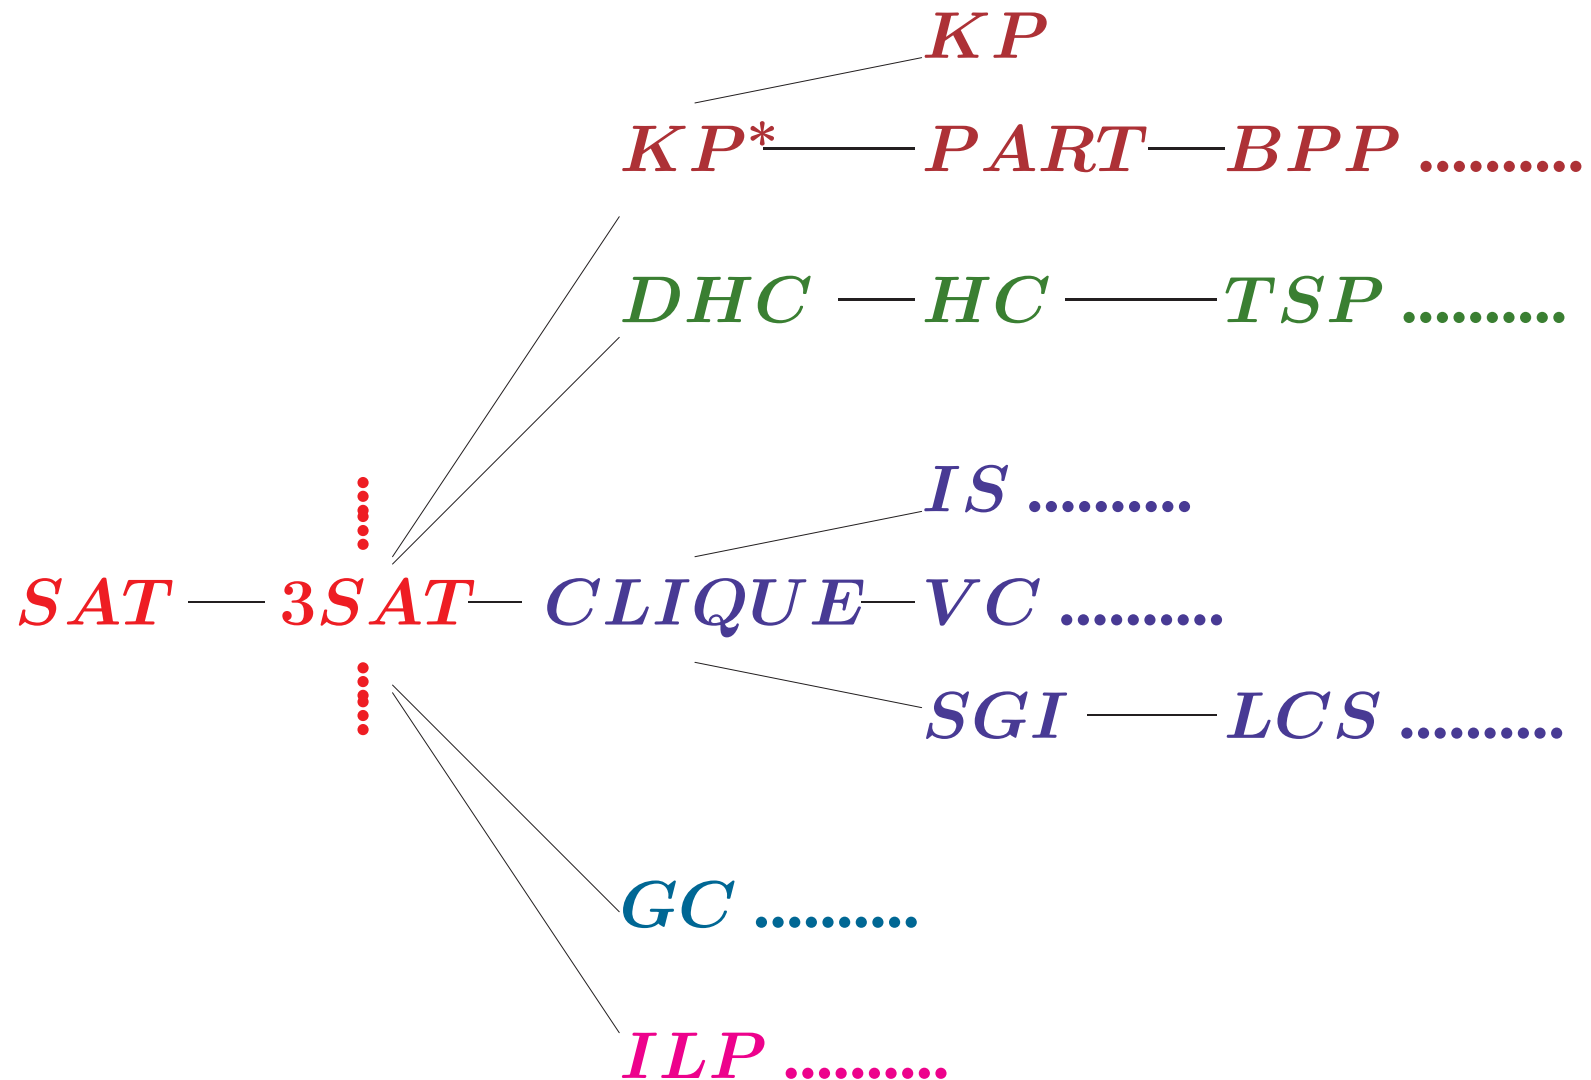 KP
KP* PART BPP ..........
DHC HC TSP ..........
IS ..........
SAT 3SAT CLIQUE VC ..........
SGI LCS ..........
GC ..........
ILP ..........